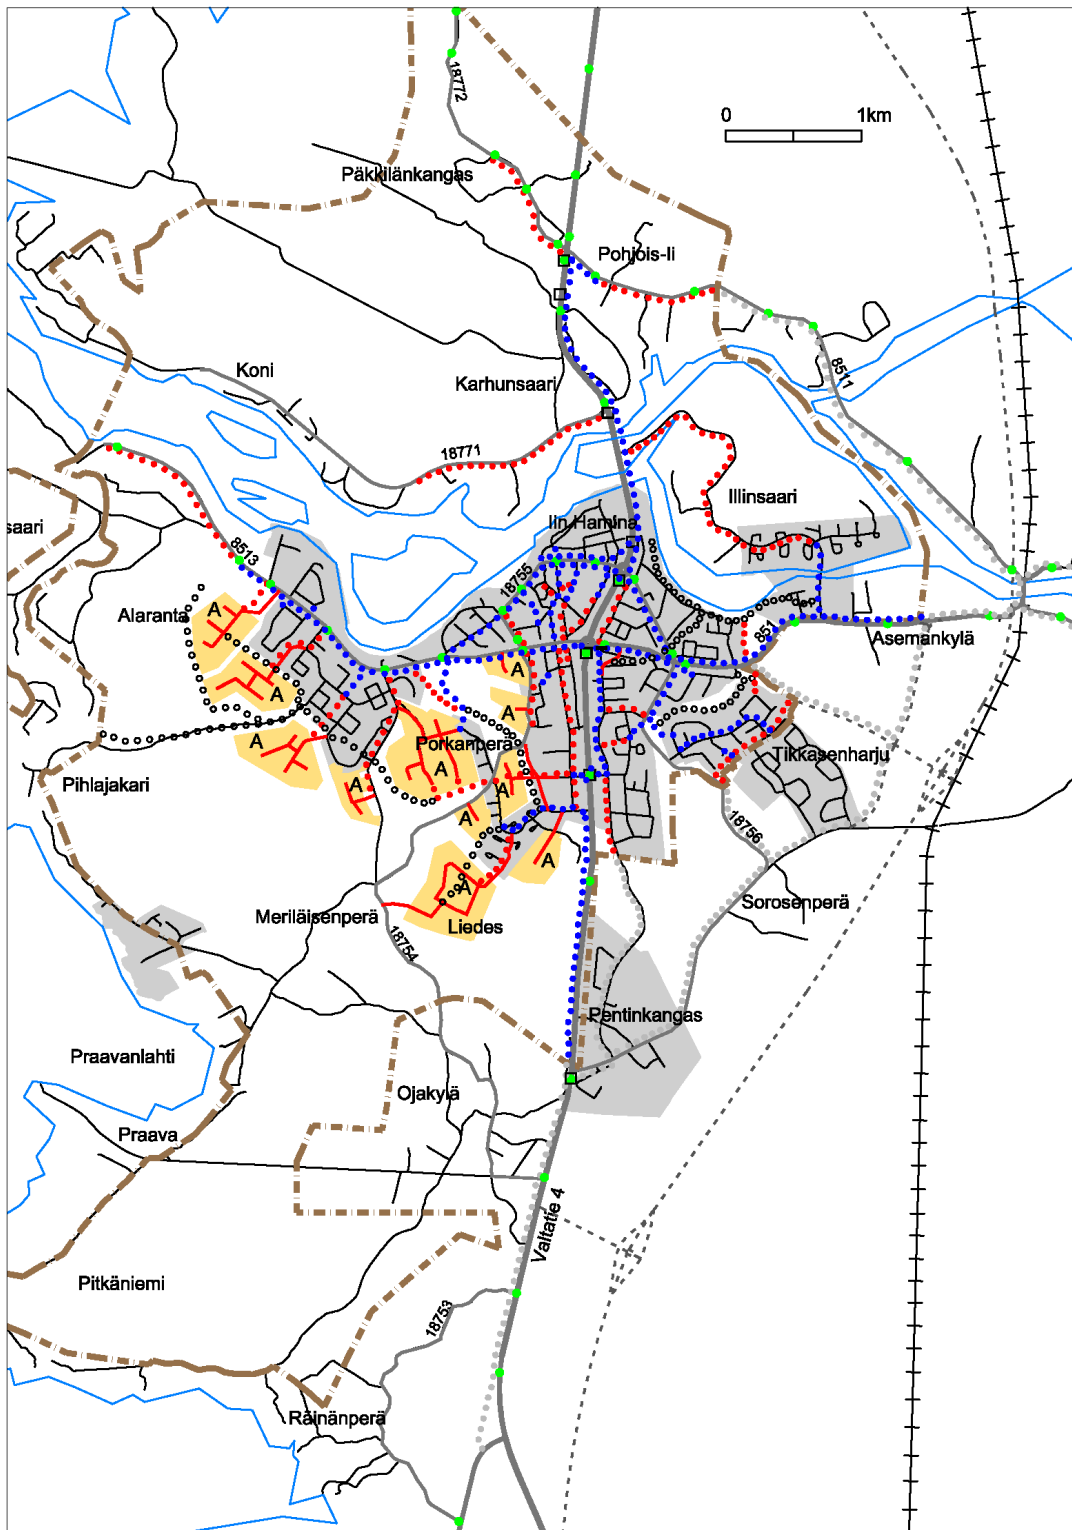 18772
0 1km
Päkkilänkangas
Pohjois-Ii
8511
Koni
Karhunsaari
18771
Illinsaari
saari
Iin Hamina
8513
18755
Alaranta
A
851
Asemankylä
A
A
A
A
Porkanperä
Tikkasenharju
Pihlajakari
A
A
A
A
18756
A
A
Sorosenperä
Meriläisenperä
Liedes
18754
Pentinkangas
Praavanlahti
Ojakylä
Praava
Valtatie 4
Pitkäniemi
18753
Räinänperä